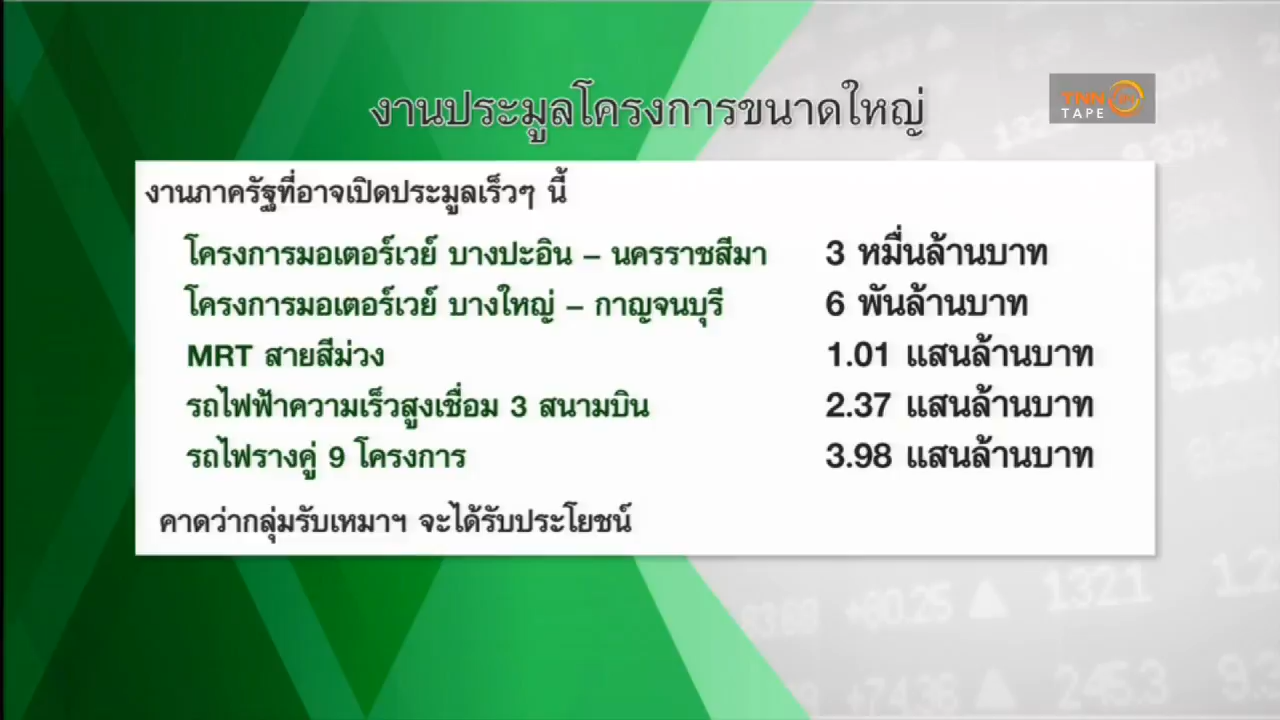 งานประมูลโครงการขนาดใหญ่
TNN 24
TAPE
งานภาครัฐที่อาจเปิดประมูลเร็วๆ นี้
โครงการมอเตอร์เวย์ บางปะอิน – นครราชสีมา 3 หมื่นล้านบาท
โครงการมอเตอร์เวย์ บางใหญ่ – กาญจนบุรี 6 พันล้านบาท
MRT สายสีม่วง 1.01 แสนล้านบาท
รถไฟฟ้าความเร็วสูงเชื่อม 3 สนามบิน 2.37 แสนล้านบาท
รถไฟรางคู่ 9 โครงการ 3.98 แสนล้านบาท
คาดว่ากลุ่มรับเหมาฯ จะได้รับประโยชน์
+60.25 1321
+74.36 245.3